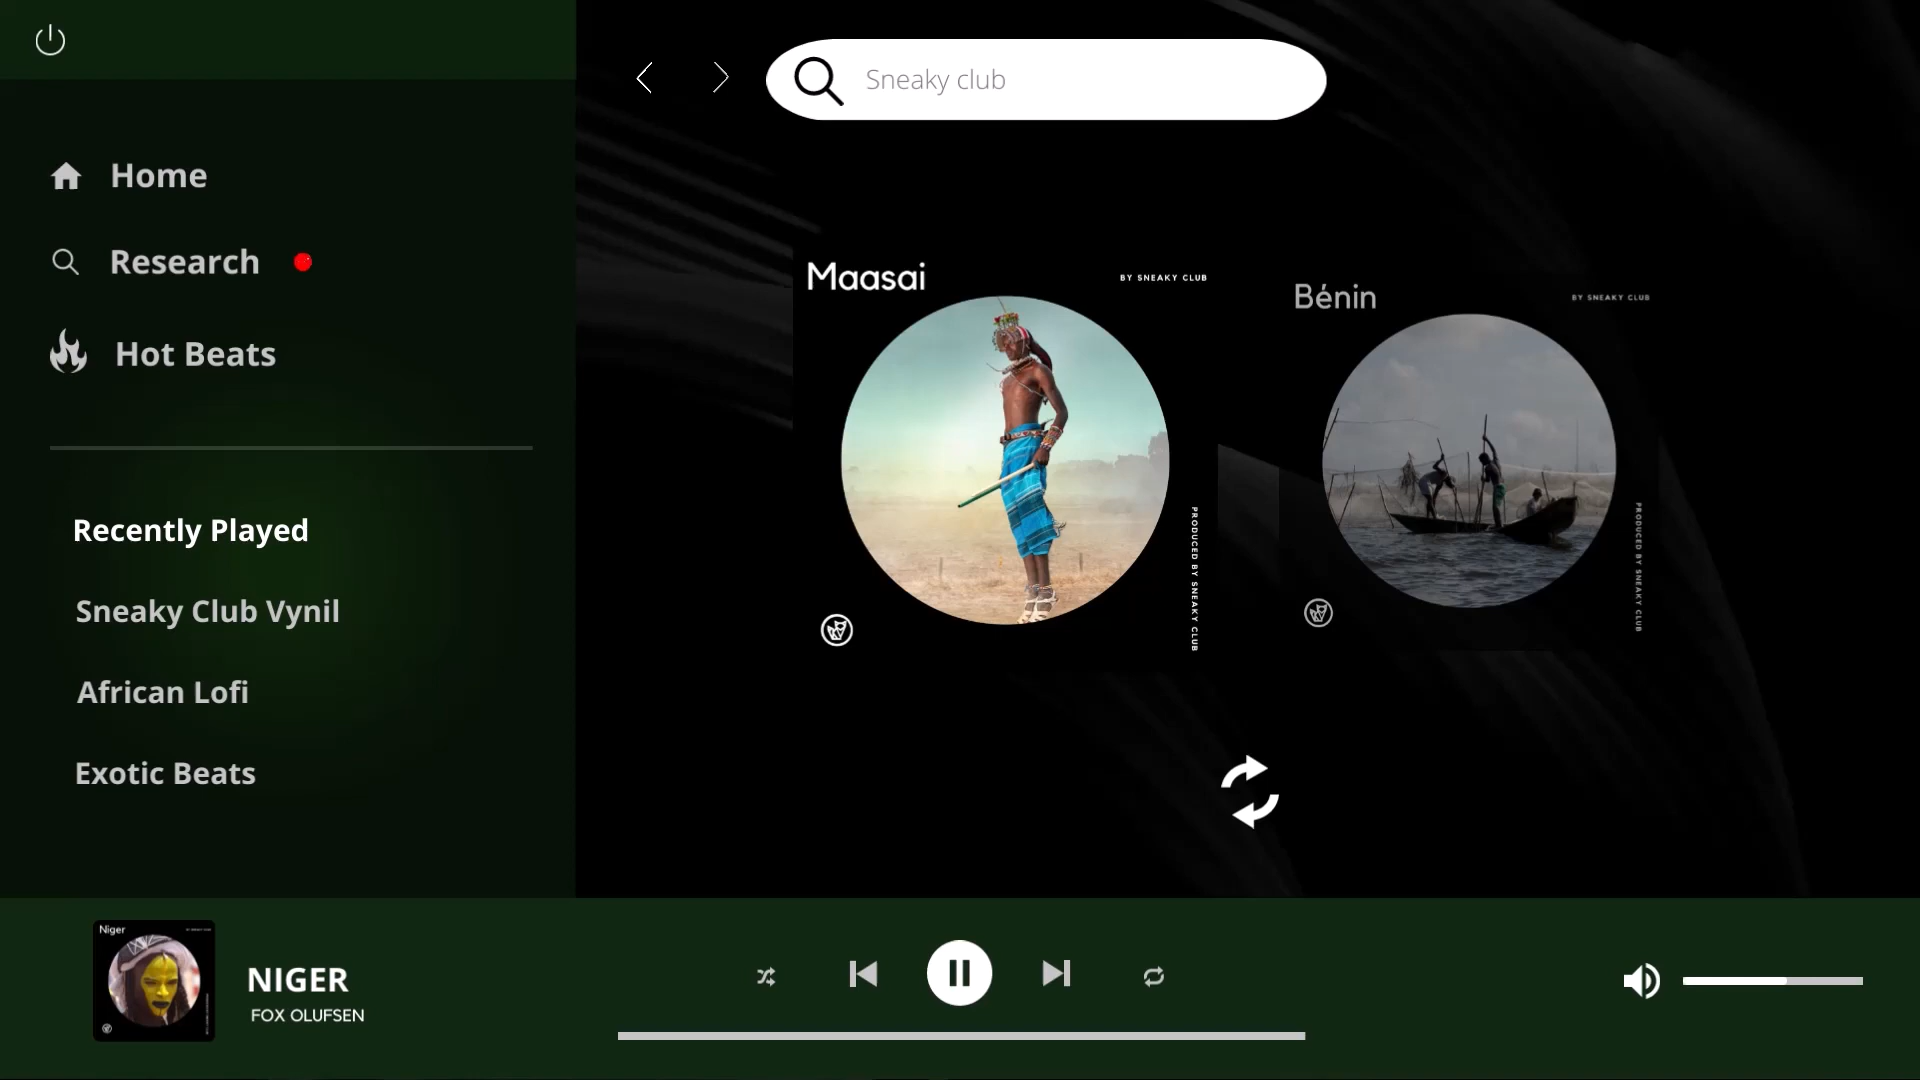 Sneaky club
Home
Research
Hot Beats
Recently Played
Sneaky Club Vynil
African Lofi
Exotic Beats
Maasai
BY SNEAKY CLUB
PRODUCED BY SNEAKY CLUB
Bénin
BY SNEAKY CLUB
PRODUCED BY SNEAKY CLUB
Niger
NIGER
FOX OLUFSEN